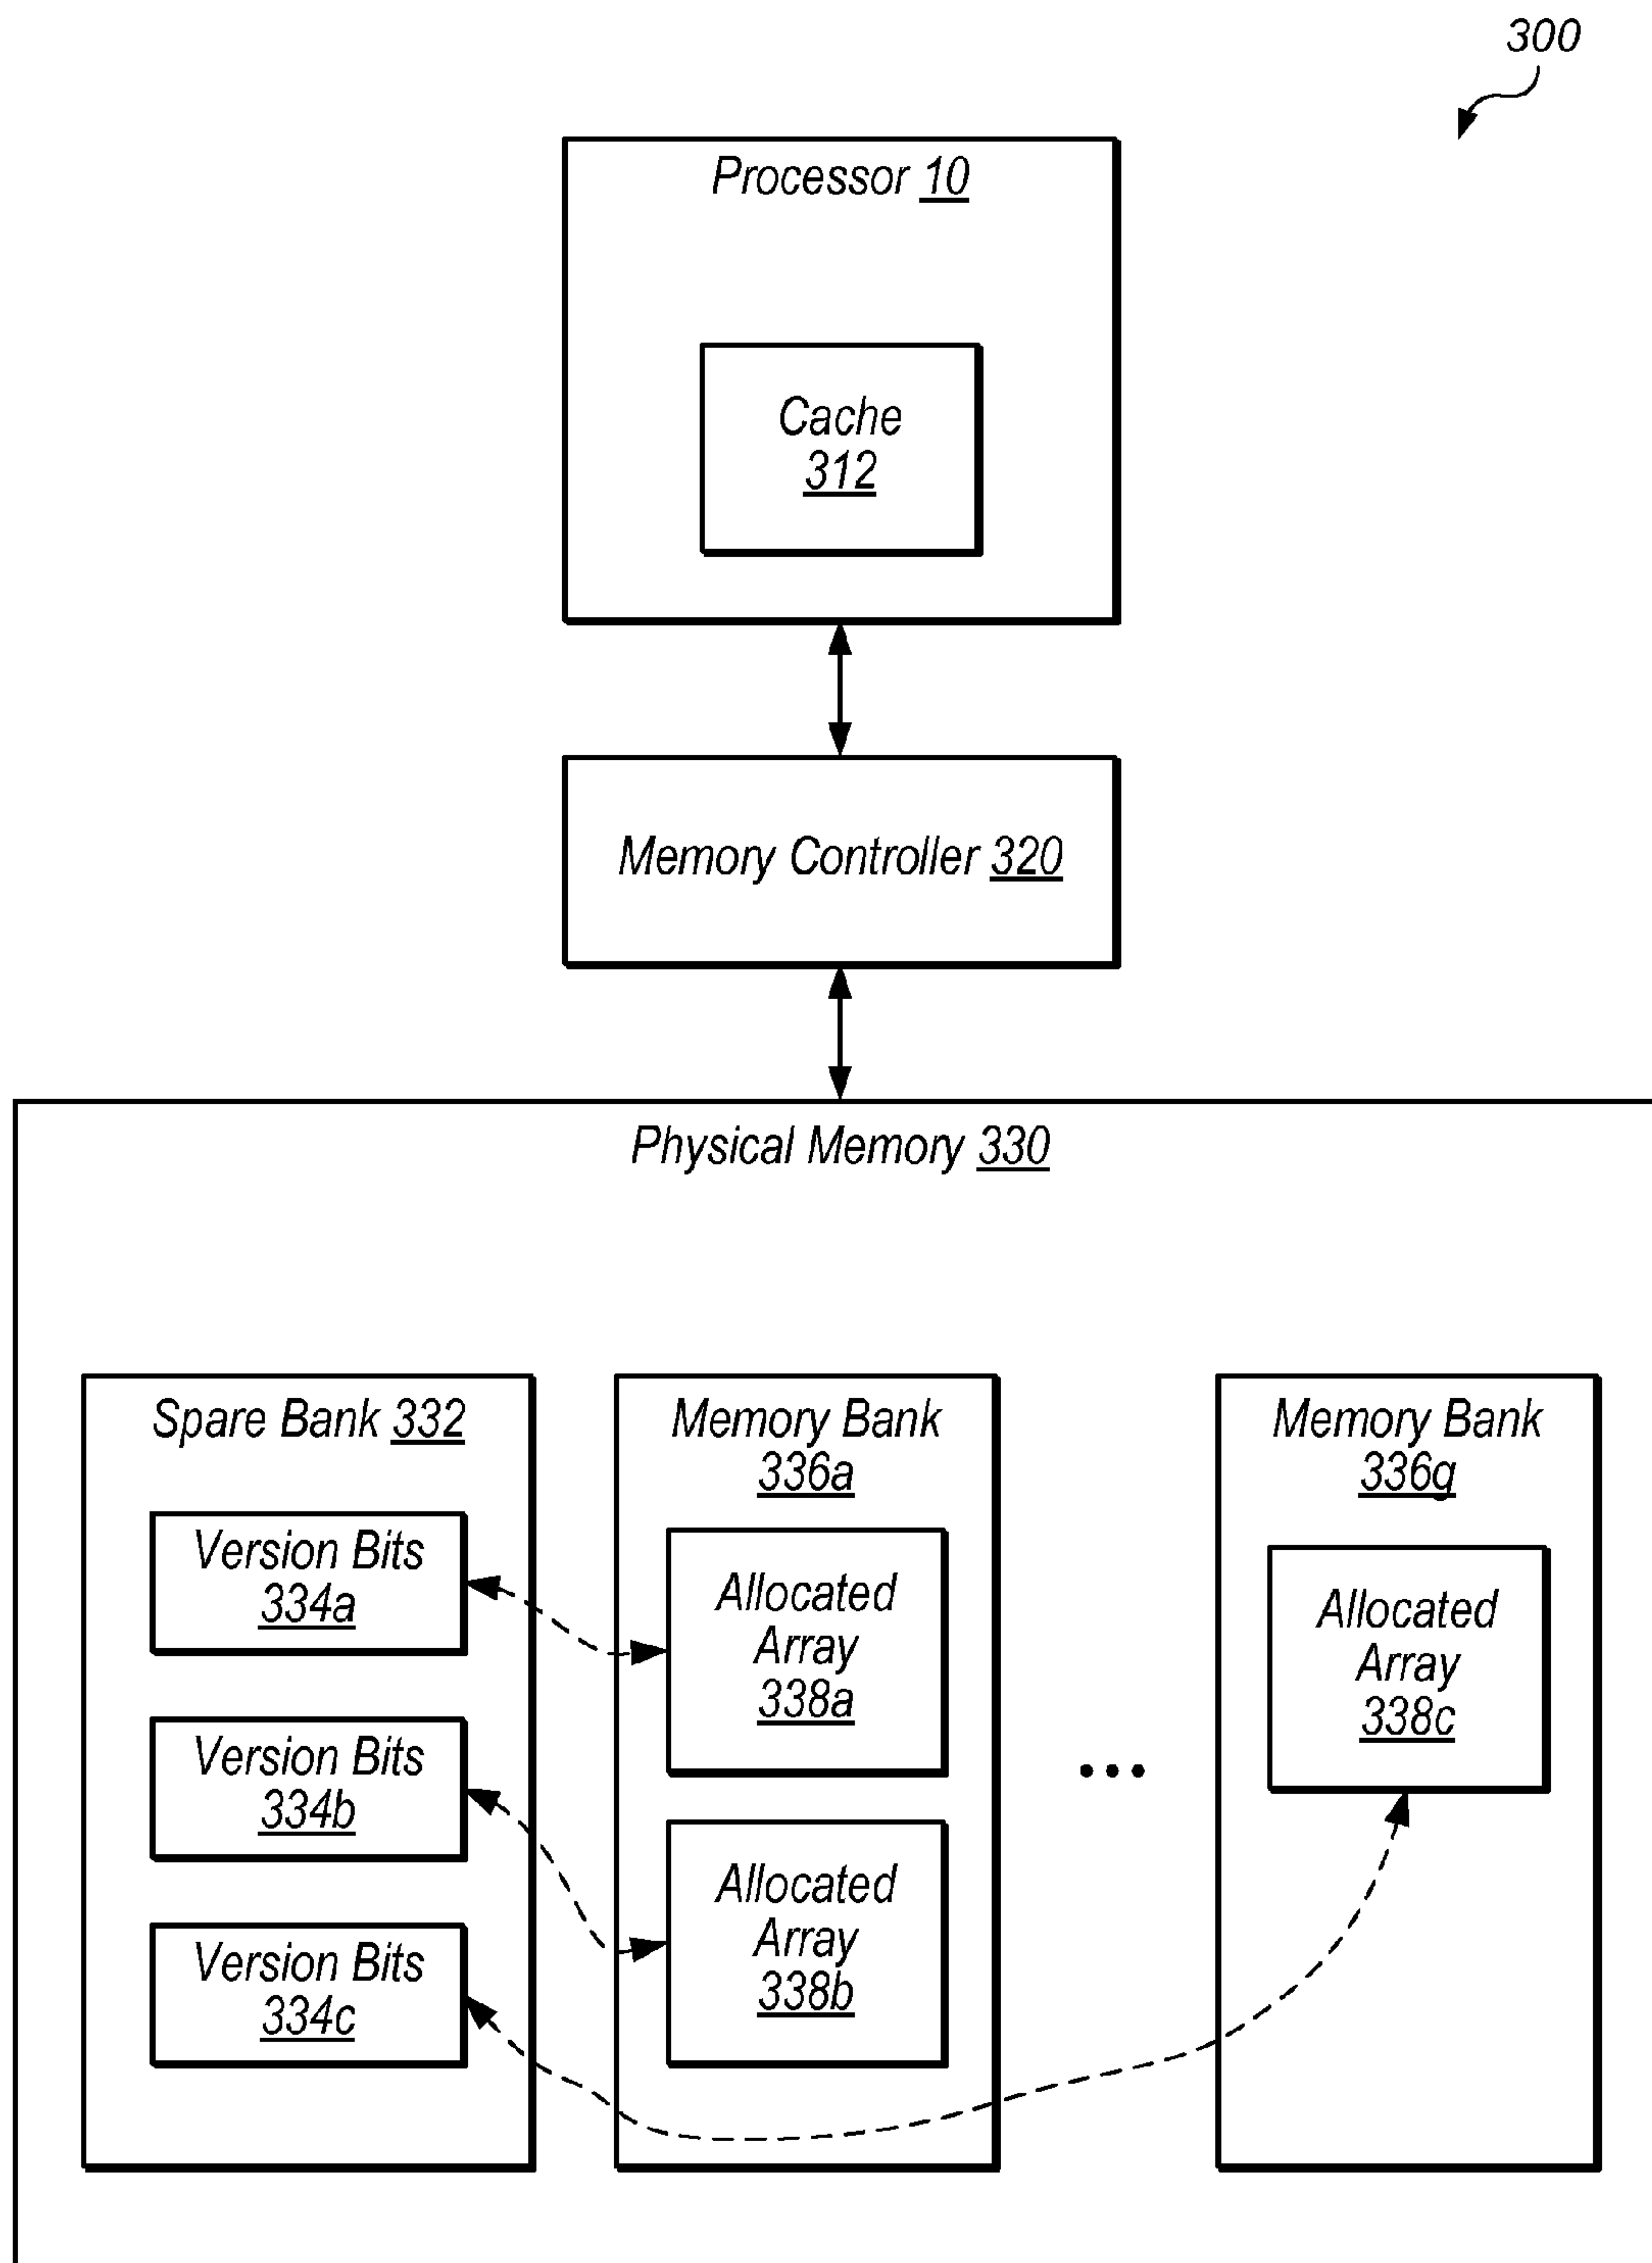 300
Processor 10
Cache
312
Memory Controller 320
Physical Memory 330
Spare Bank 332
Version Bits
334a
Version Bits
334b
Version Bits
334c
Memory Bank
336a
Allocated
Array
338a
Allocated
Array
338b
...
Memory Bank
336g
Allocated
Array
338c